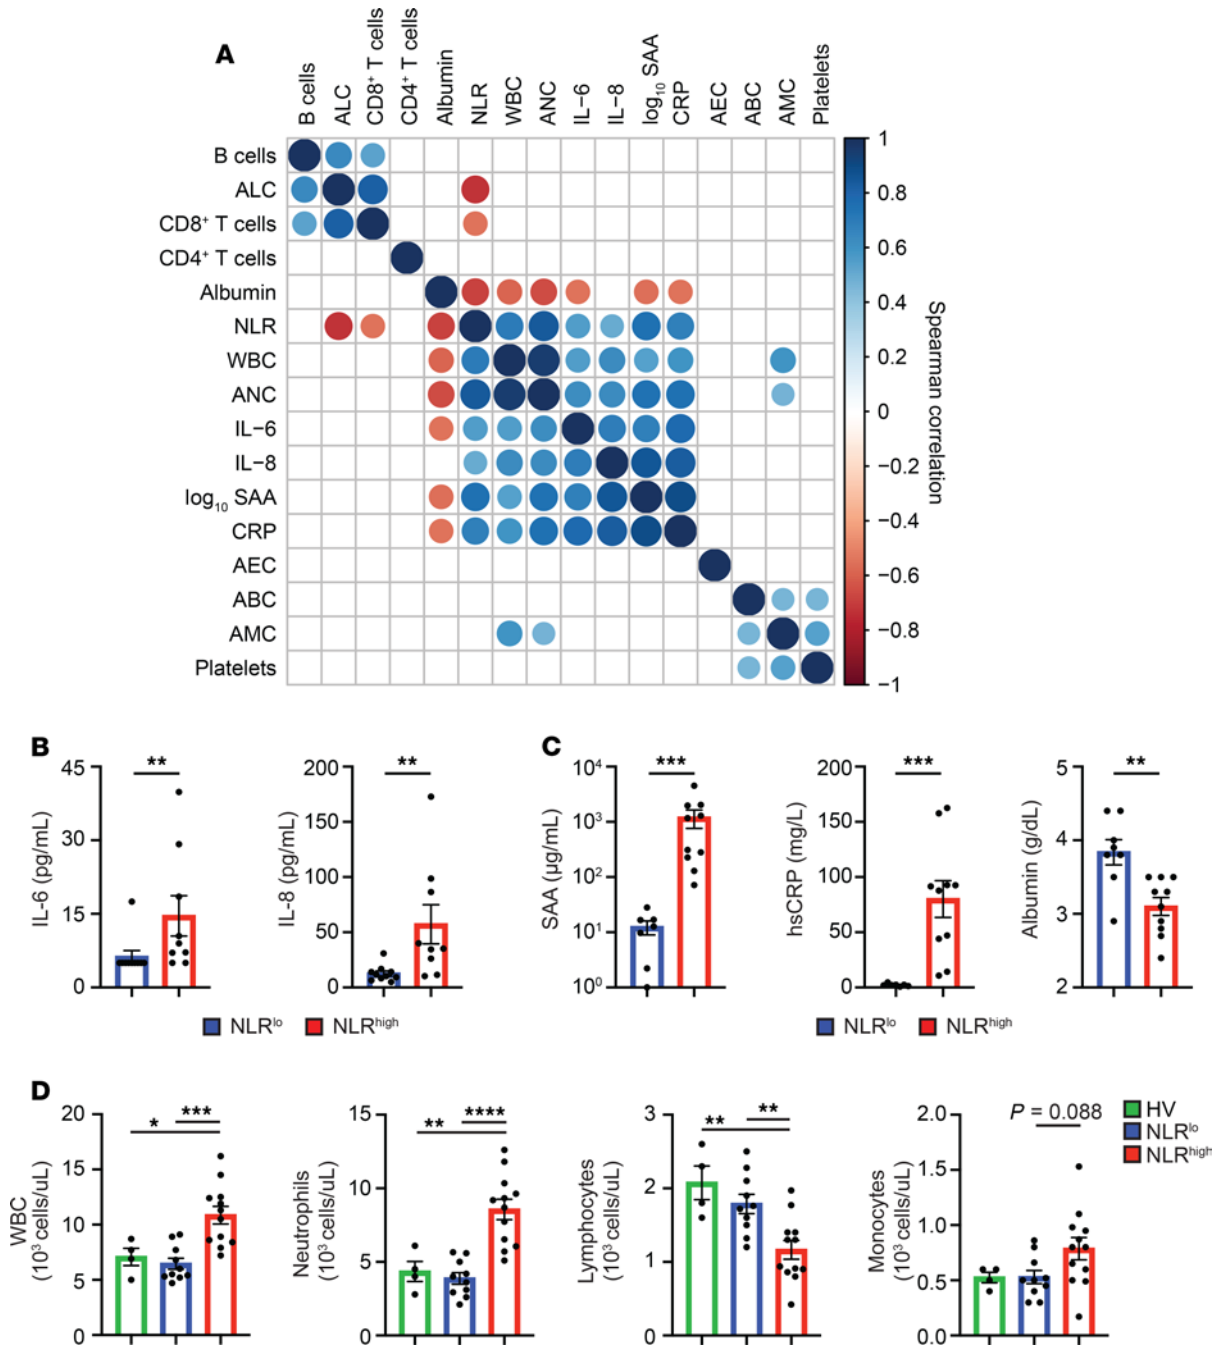 A
B cells
ALC
CD8⁺ T cells
CD4⁺ T cells
Albumin
NLR
WBC
ANC
IL−6
IL−8
log₁₀ SAA
CRP
AEC
ABC
AMC
Platelets
B cells
ALC
CD8⁺ T cells
CD4⁺ T cells
Albumin
NLR
WBC
ANC
IL−6
IL−8
log₁₀ SAA
CRP
AEC
ABC
AMC
Platelets
1
0.8
0.6
0.4
0.2
0
−0.2
−0.4
−0.6
−0.8
−1
Spearman correlation
B
IL-6 (pg/mL)
45
30
15
0
**
IL-8 (pg/mL)
200
150
100
50
0
**
NLRˡᵒ
NLRʰⁱᵍʰ
C
SAA (µg/mL)
10⁴
10³
10²
10¹
10⁰
***
hsCRP (mg/L)
200
150
100
50
0
***
Albumin (g/dL)
5
4
3
2
**
NLRˡᵒ
NLRʰⁱᵍʰ
D
WBC
(10³ cells/uL)
20
15
10
5
0
*
***
Neutrophils
(10³ cells/uL)
15
10
5
0
**
****
Lymphocytes
(10³ cells/uL)
3
2
1
0
**
**
Monocytes
(10³ cells/uL)
2.0
1.5
1.0
0.5
0.0
P = 0.088
HV
NLRˡᵒ
NLRʰⁱᵍʰ